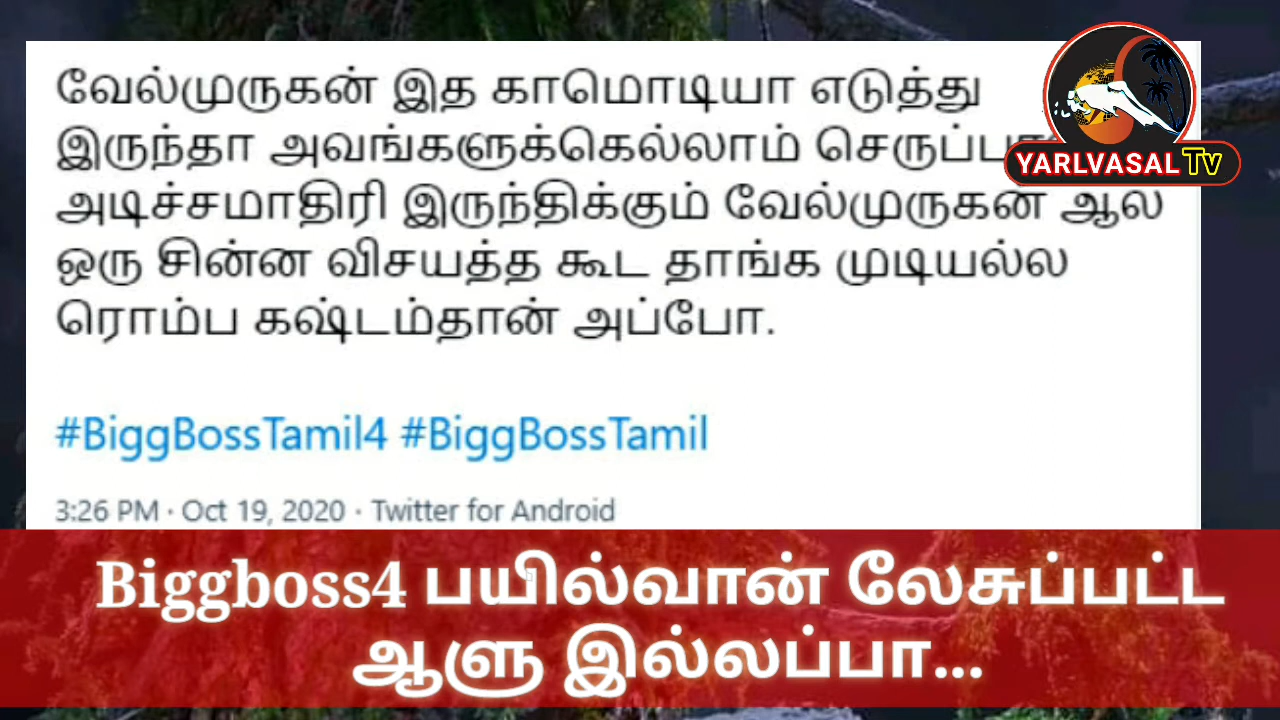 வேல்முருகன் இத காமொடியா எடுத்து
இருந்தா அவங்களுக்கெல்லாம்
அடிச்சமாதிரி இருந்திக்கும் வேல்முருகன் ஆல
ஒரு சின்ன விசயத்த கூட தாங்க முடியல்ல
ரொம்ப கஷ்டம்தான் அப்போ.
#BiggBossTamil4 #BiggBossTamil
3:26 PM · Oct 19, 2020 · Twitter for Android
YARLVASAL Tv
Biggboss4 பயில்வான் லேசுப்பட்ட
ஆளு இல்லப்பா...